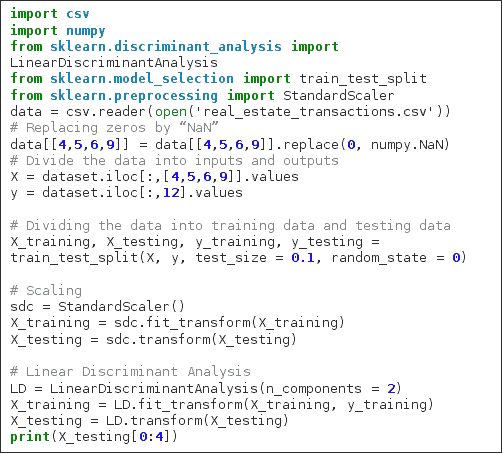 import csv
import numpy
from sklearn.discriminant_analysis import
LinearDiscriminantAnalysis
from sklearn.model_selection import train_test_split
from sklearn.preprocessing import StandardScaler
data = csv.reader(open('real_estate_transactions.csv'))
# Replacing zeros by “NaN”
data[[4,5,6,9]] = data[[4,5,6,9]].replace(0, numpy.NaN)
# Divide the data into inputs and outputs
X = dataset.iloc[:,[4,5,6,9]].values
y = dataset.iloc[:,12].values

# Dividing the data into training data and testing data
X_training, X_testing, y_training, y_testing =
train_test_split(X, y, test_size = 0.1, random_state = 0)

# Scaling
sdc = StandardScaler()
X_training = sdc.fit_transform(X_training)
X_testing = sdc.transform(X_testing)

# Linear Discriminant Analysis
LD = LinearDiscriminantAnalysis(n_components = 2)
X_training = LD.fit_transform(X_training, y_training)
X_testing = LD.transform(X_testing)
print(X_testing[0:4])